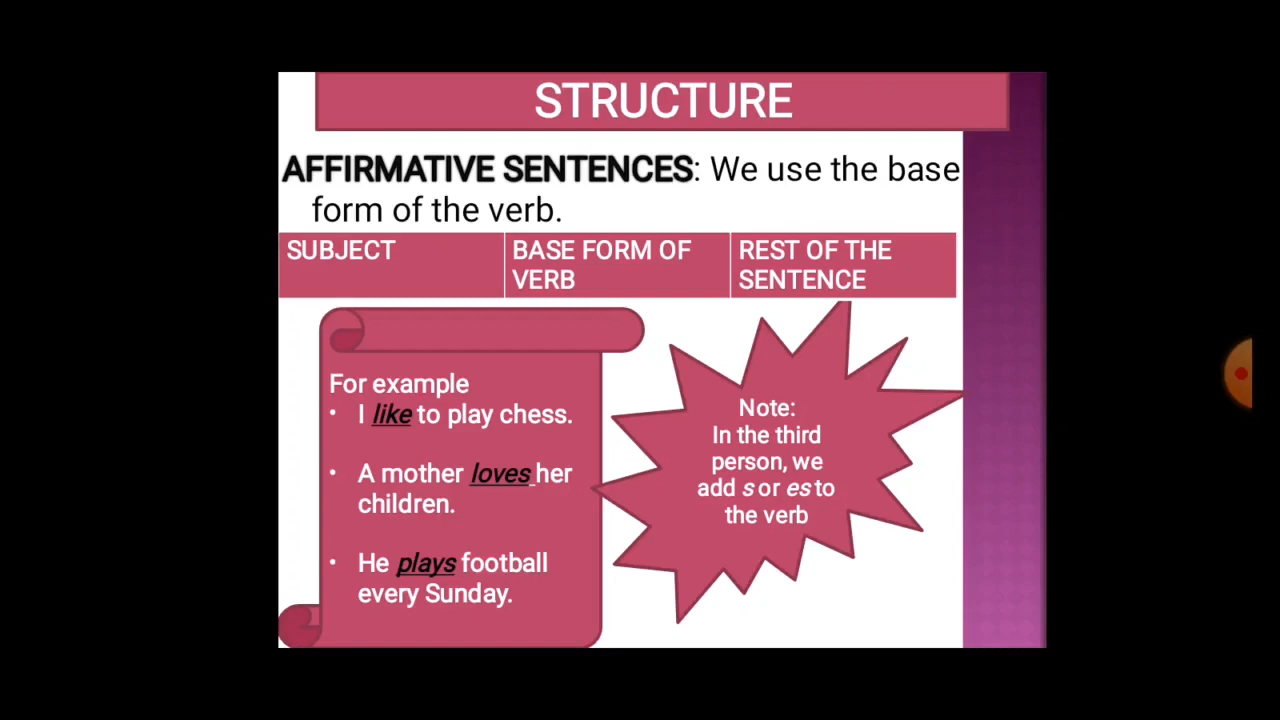 STRUCTURE
AFFIRMATIVE SENTENCES: We use the base
form of the verb.
SUBJECT
BASE FORM OF
VERB
REST OF THE
SENTENCE
For example
• I like to play chess.
• A mother loves her
children.
• He plays football
every Sunday.
Note:
In the third
person, we
add s or es to
the verb